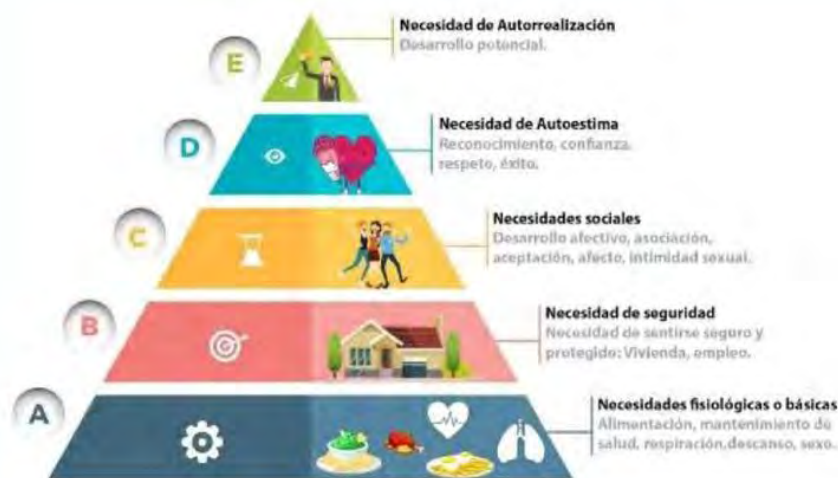 E
Necesidad de Autorrealización
Desarrollo potencial.
D
Necesidad de Autoestima
Reconocimiento, confianza,
respeto, éxito.
C
Necesidades sociales
Desarrollo afectivo, asociación,
aceptación, afecto, intimidad sexual.
B
Necesidad de seguridad
Necesidad de sentirse seguro y
protegido: Vivienda, empleo.
A
Necesidades fisiológicas o básicas
Alimentación, mantenimiento de
salud, respiración,descanso, sexo.